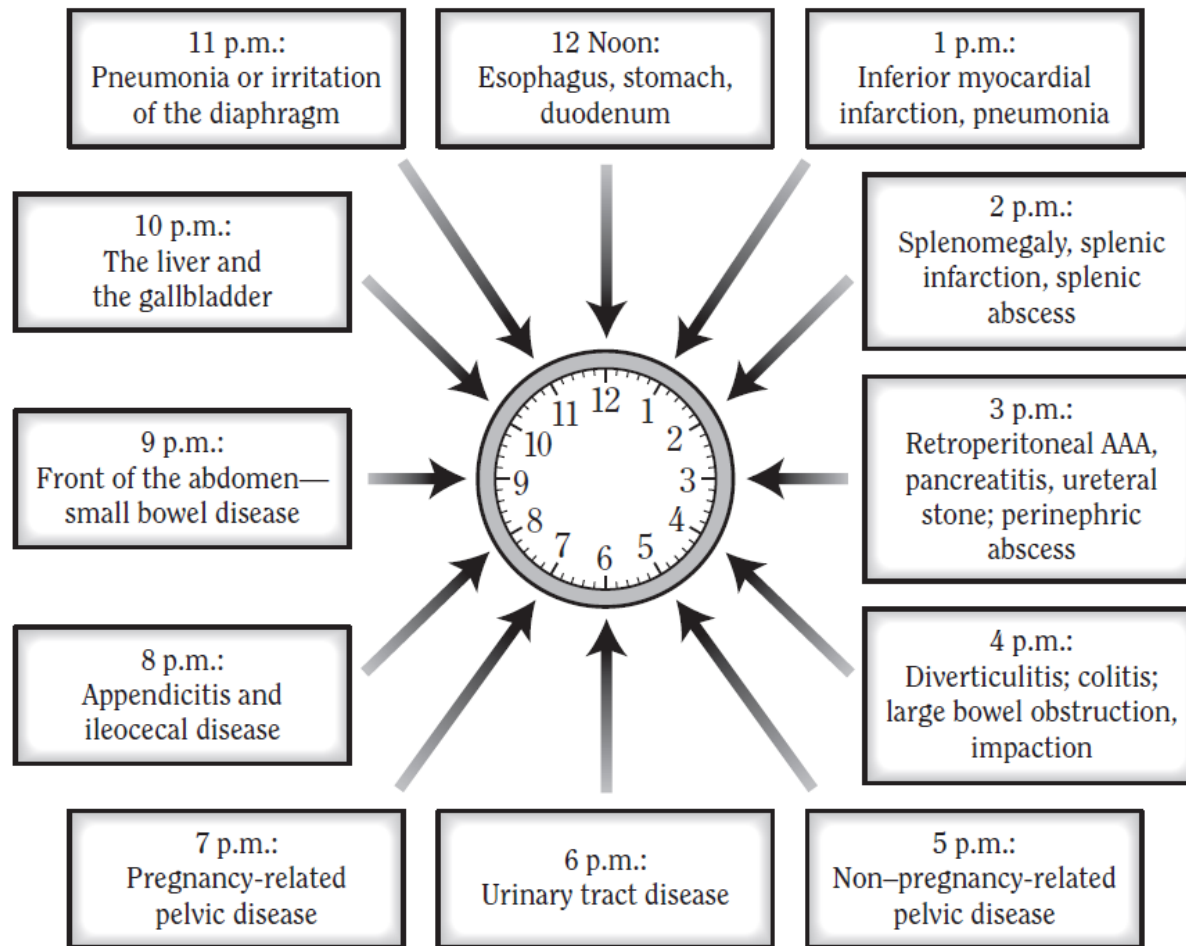 11 p.m.:
Pneumonia or irritation
of the diaphragm
12 Noon:
Esophagus, stomach,
duodenum
1 p.m.:
Inferior myocardial
infarction, pneumonia
10 p.m.:
The liver and
the gallbladder
2 p.m.:
Splenomegaly, splenic
infarction, splenic
abscess
9 p.m.:
Front of the abdomen—
small bowel disease
12
1
2
3
4
5
6
7
8
9
10
11
3 p.m.:
Retroperitoneal AAA,
pancreatitis, ureteral
stone; perinephric
abscess
8 p.m.:
Appendicitis and
ileocecal disease
4 p.m.:
Diverticulitis; colitis;
large bowel obstruction,
impaction
7 p.m.:
Pregnancy-related
pelvic disease
6 p.m.:
Urinary tract disease
5 p.m.:
Non–pregnancy-related
pelvic disease